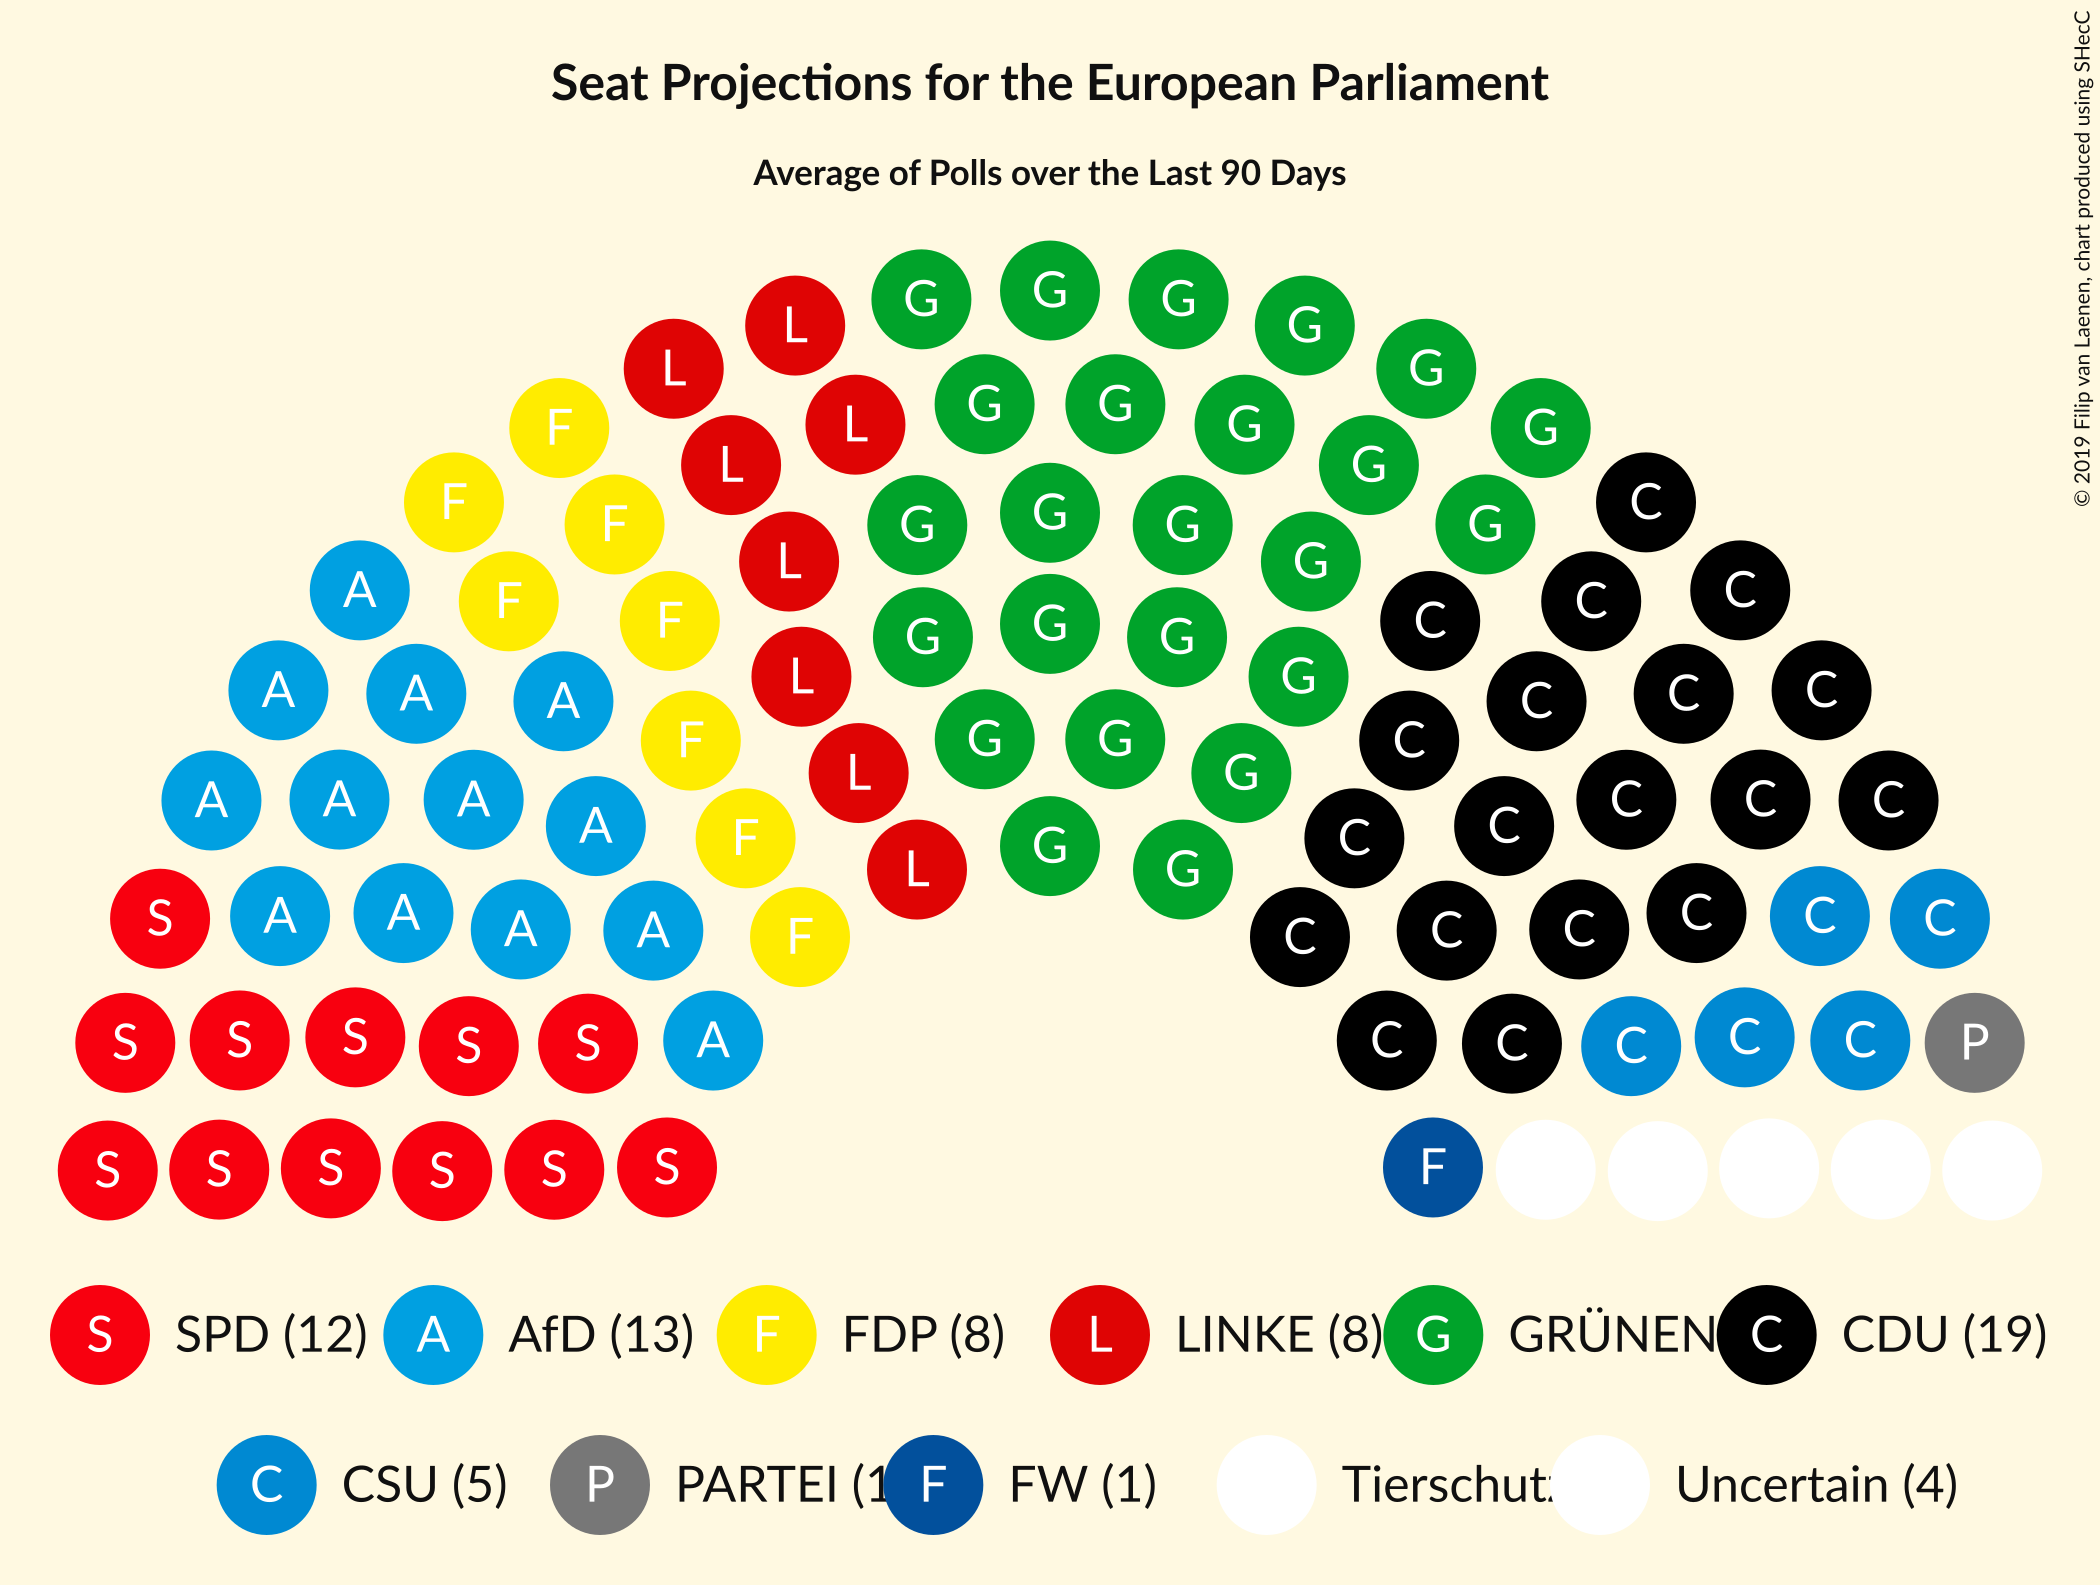 Seat Projections for the European Parliament
Average of Polls over the Last 90 Days
© 2019 Filip van Laenen, chart produced using SHecC
G G G G
L G
L G G G G
F L G G
F L G G G C
F L G G
F C C
A F L G C
G G G
A A A L G C C C
F G G G C
A A A L G C C C
A F G G C C
S A A A A F L G G C C C C C C
S S S S S A C C C C C P
S S S S S S F
S SPD (12) A AfD (13) F FDP (8) L LINKE (8) G GRÜNEN C CDU (19)
C CSU (5) P PARTEI (1 F FW (1) Tierschutz Uncertain (4)